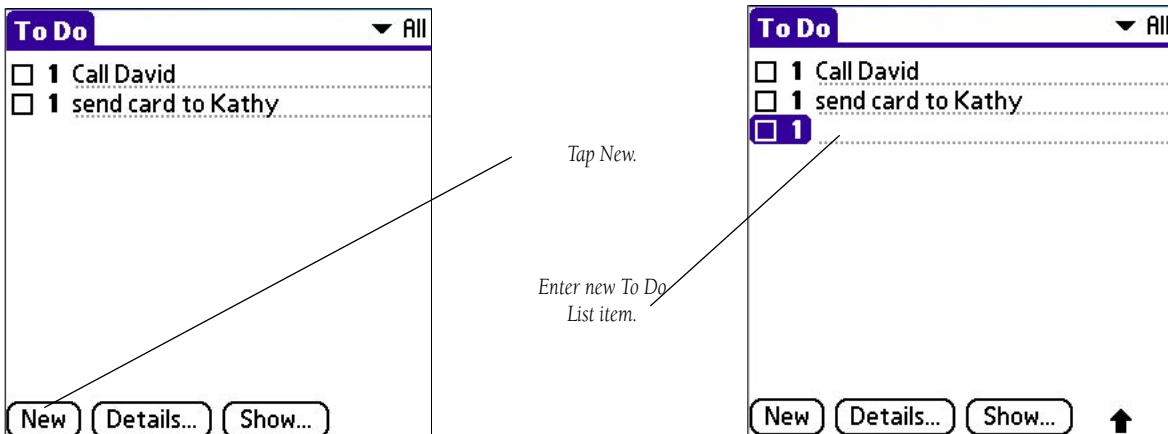 To Do All
1 Call David
1 send card to Kathy
New Details... Show...
Tap New.
Enter new To Do
List item.
To Do All
1 Call David
1 send card to Kathy
1
New Details... Show...